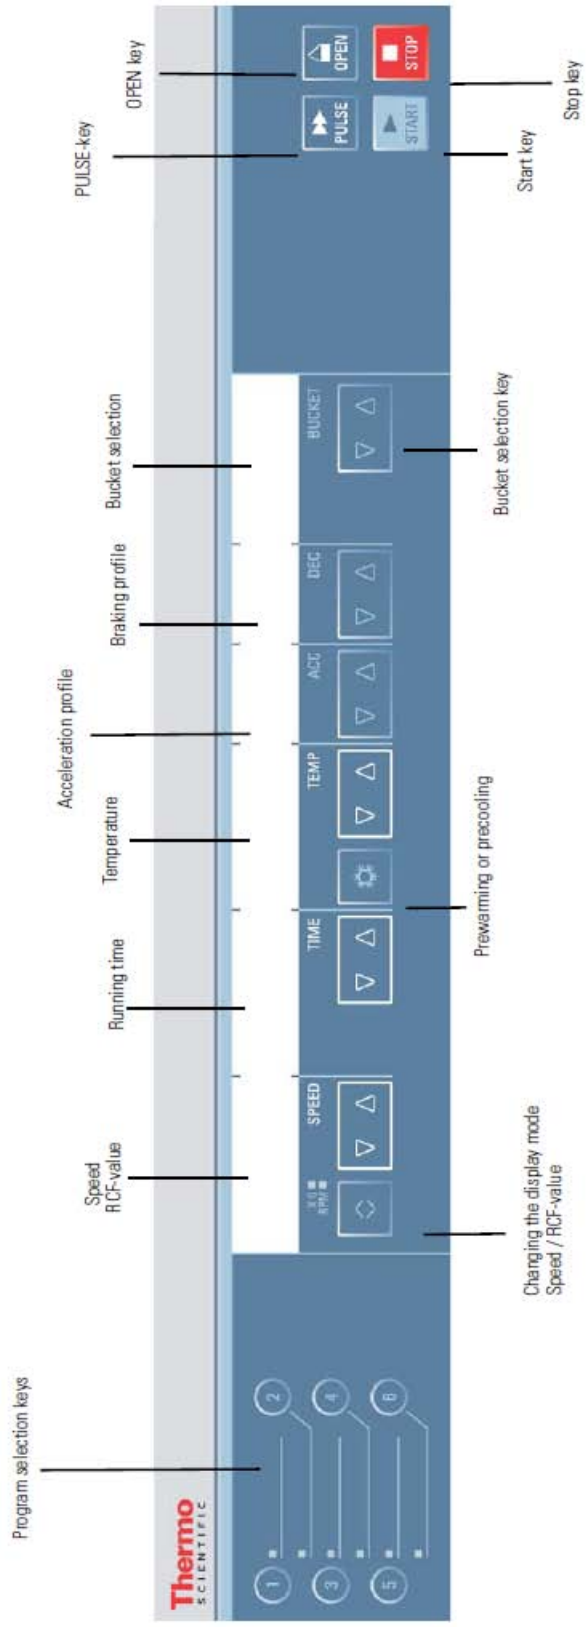 Program selection keys
Speed
RCF-value
Running time
Temperature
Acceleration profile
Braking profile
Bucket selection
PULSE-key
OPEN key
Thermo
SCIENTIFIC
1
2
3
4
5
6
X G
RPM
SPEED
TIME
TEMP
ACC
DEC
BUCKET
PULSE
OPEN
START
STOP
Changing the display mode
Speed / RCF-value
Prewarming or precooling
Bucket selection key
Start key
Stop key